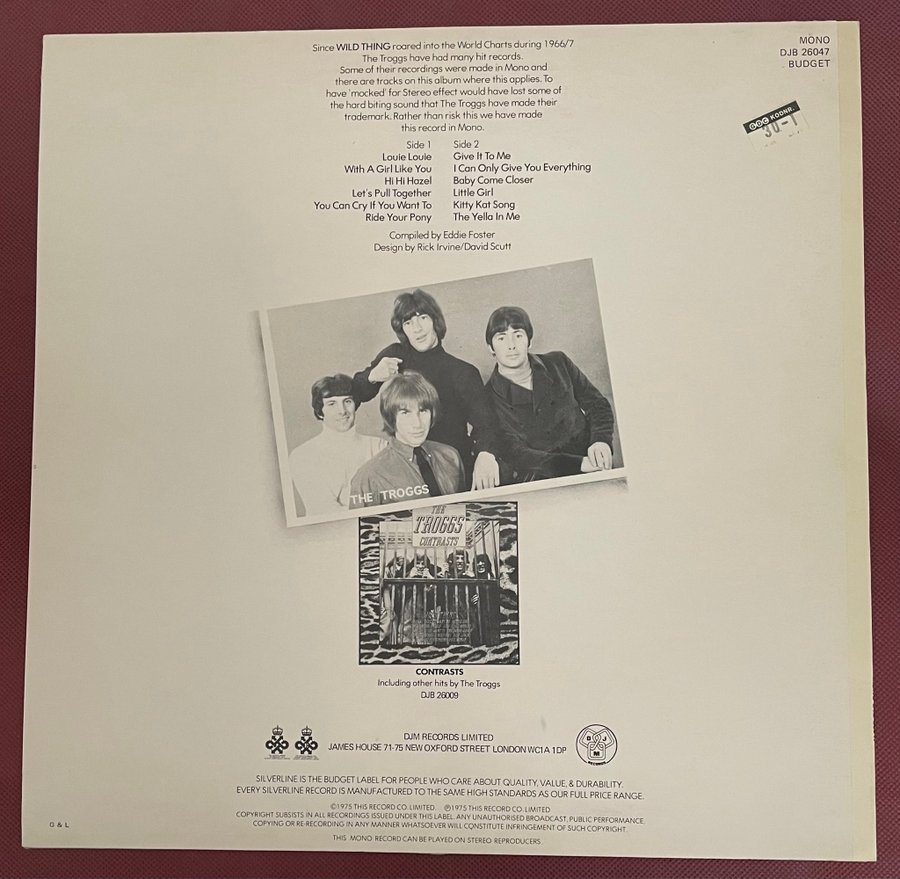 Since WILD THING roared into the World Charts during 1966/7
The Troggs have had many hit records.
Some of their recordings were made in Mono and
there are tracks on this album where this applies. To
have 'mocked' for Stereo effect would have lost some of
the hard biting sound that The Troggs have made their
trademark. Rather than risk this we have made
this record in Mono.
MONO
DJB 26047
BUDGET
CDC KODNR.
30-1
Side 1 Side 2
Louie Louie Give It To Me
With A Girl Like You I Can Only Give You Everything
Hi Hi Hazel Baby Come Closer
Let's Pull Together Little Girl
You Can Cry If You Want To Kitty Kat Song
Ride Your Pony The Yella In Me
Compiled by Eddie Foster
Design by Rick Irvine/David Scutt
THE TROGGS
THE
TROGGS
CONTRASTS
CONTRASTS
Including other hits by The Troggs
DJB 26009
DJM RECORDS LIMITED
JAMES HOUSE 71-75 NEW OXFORD STREET LONDON WC1A 1DP
D J M
RECORDS
SILVERLINE IS THE BUDGET LABEL FOR PEOPLE WHO CARE ABOUT QUALITY, VALUE, & DURABILITY.
EVERY SILVERLINE RECORD IS MANUFACTURED TO THE SAME HIGH STANDARDS AS OUR FULL PRICE RANGE.
©1975 THIS RECORD CO. LIMITED. ℗1975 THIS RECORD CO. LIMITED
COPYRIGHT SUBSISTS IN ALL RECORDINGS ISSUED UNDER THIS LABEL. ANY UNAUTHORISED BROADCAST, PUBLIC PERFORMANCE,
COPYING OR RE-RECORDING IN ANY MANNER WHATSOEVER WILL CONSTITUTE INFRINGEMENT OF SUCH COPYRIGHT.
THIS MONO RECORD CAN BE PLAYED ON STEREO REPRODUCERS
G & L